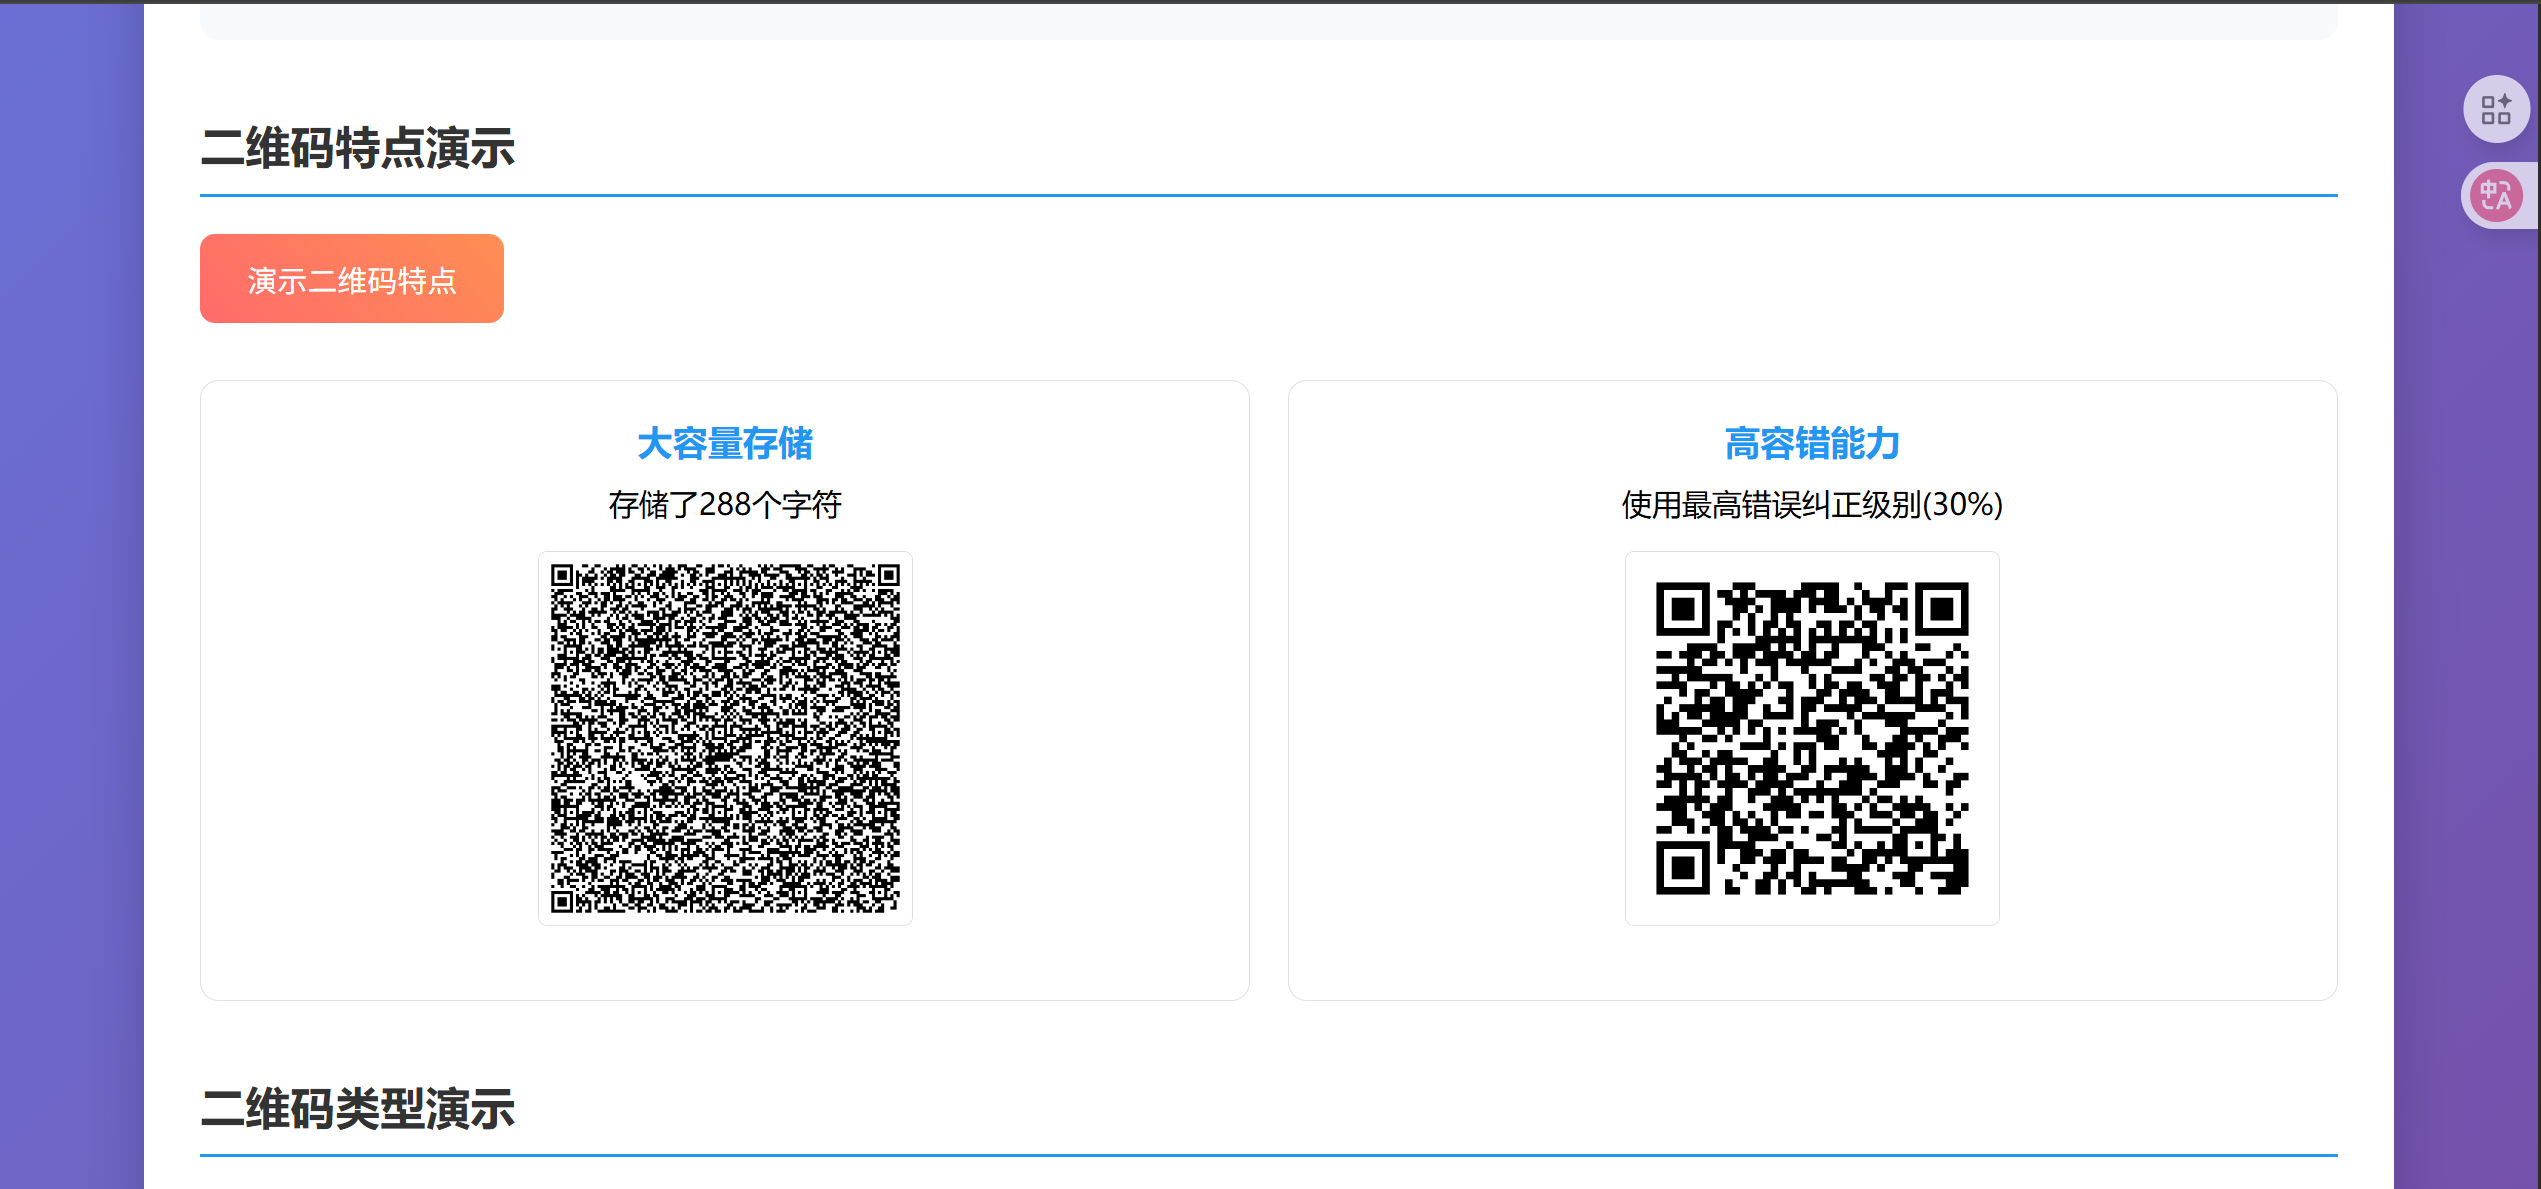 二维码特点演示
演示二维码特点
大容量存储
存储了288个字符
高容错能力
使用最高错误纠正级别(30%)
二维码类型演示
中A